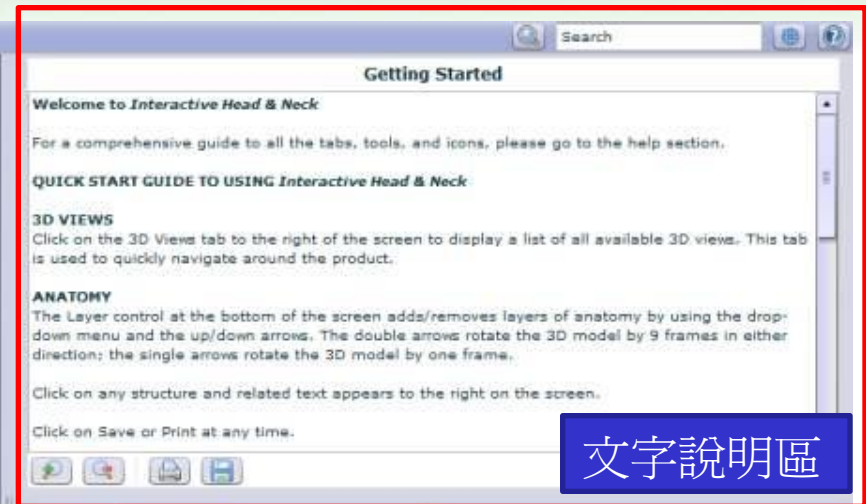 Search
Getting Started
Welcome to Interactive Head & Neck
For a comprehensive guide to all the tabs, tools, and icons, please go to the help section.
QUICK START GUIDE TO USING Interactive Head & Neck
3D VIEWS
Click on the 3D Views tab to the right of the screen to display a list of all available 3D views. This tab
is used to quickly navigate around the product.
ANATOMY
The Layer control at the bottom of the screen adds/removes layers of anatomy by using the drop-
down menu and the up/down arrows. The double arrows rotate the 3D model by 9 frames in either
direction; the single arrows rotate the 3D model by one frame.
Click on any structure and related text appears to the right on the screen.
Click on Save or Print at any time.
文字說明區